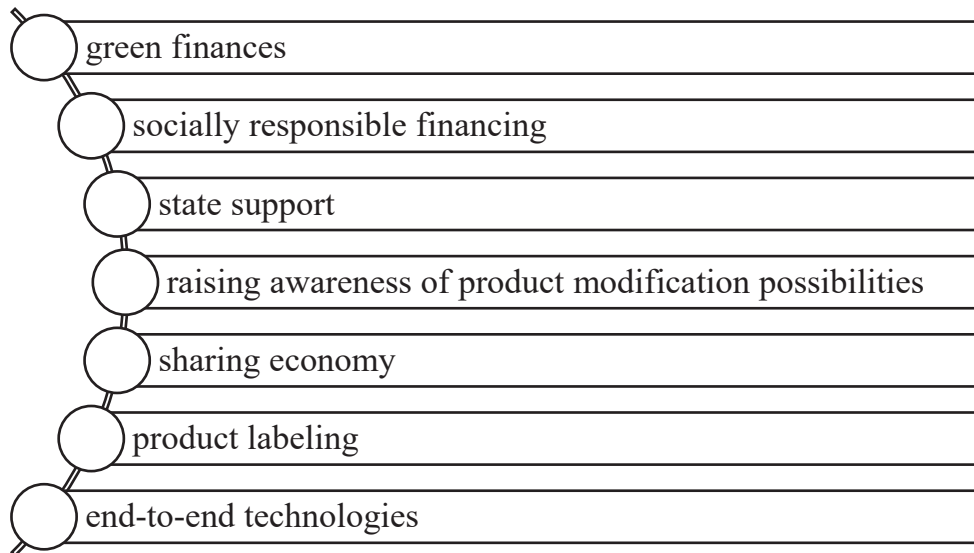 green finances
socially responsible financing
state support
raising awareness of product modification possibilities
sharing economy
product labeling
end-to-end technologies